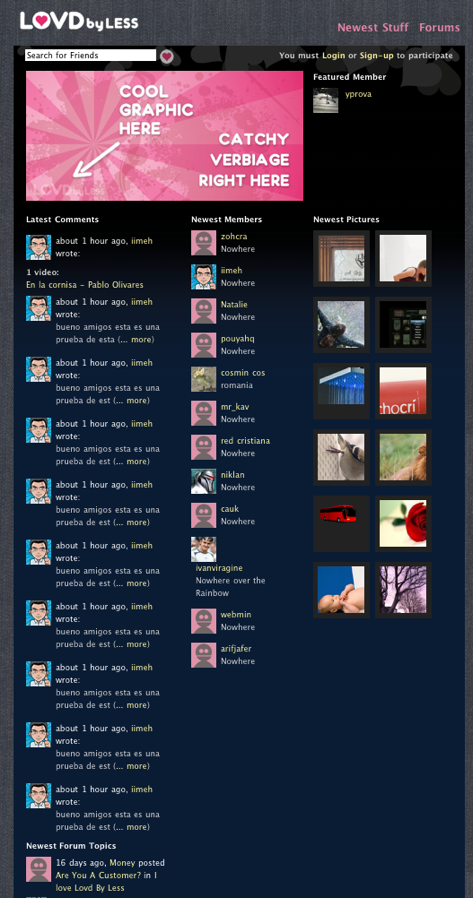 LOVD by LESS
Newest Stuff Forums
Search for Friends
You must Login or Sign-up to participate
COOL
GRAPHIC
HERE
CATCHY
VERBIAGE
RIGHT HERE
LOVD by Less
Featured Member
yprova
Latest Comments
about 1 hour ago, iimeh
wrote:
1 video:
En la cornisa - Pablo Olivares
about 1 hour ago, iimeh
wrote:
bueno amigos esta es una
prueba de esta (... more)
about 1 hour ago, iimeh
wrote:
bueno amigos esta es una
prueba de est (... more)
about 1 hour ago, iimeh
wrote:
bueno amigos esta es una
prueba de est (... more)
about 1 hour ago, iimeh
wrote:
bueno amigos esta es una
prueba de est (... more)
about 1 hour ago, iimeh
wrote:
bueno amigos esta es una
prueba de est (... more)
about 1 hour ago, iimeh
wrote:
bueno amigos esta es una
prueba de est (... more)
about 1 hour ago, iimeh
wrote:
bueno amigos esta es una
prueba de est (... more)
about 1 hour ago, iimeh
wrote:
bueno amigos esta es una
prueba de est (... more)
about 1 hour ago, iimeh
wrote:
bueno amigos esta es una
prueba de est (... more)
Newest Forum Topics
16 days ago, Money posted
Are You A Customer? in I
love Lovd By Less
Newest Members
zohcra
Nowhere
iimeh
Nowhere
Natalie
Nowhere
pouyahq
Nowhere
cosmin cos
romania
mr_kav
Nowhere
red cristiana
Nowhere
niklan
Nowhere
cauk
Nowhere
ivanviragine
Nowhere over the
Rainbow
webmin
Nowhere
arifjafer
Nowhere
Newest Pictures
chocri